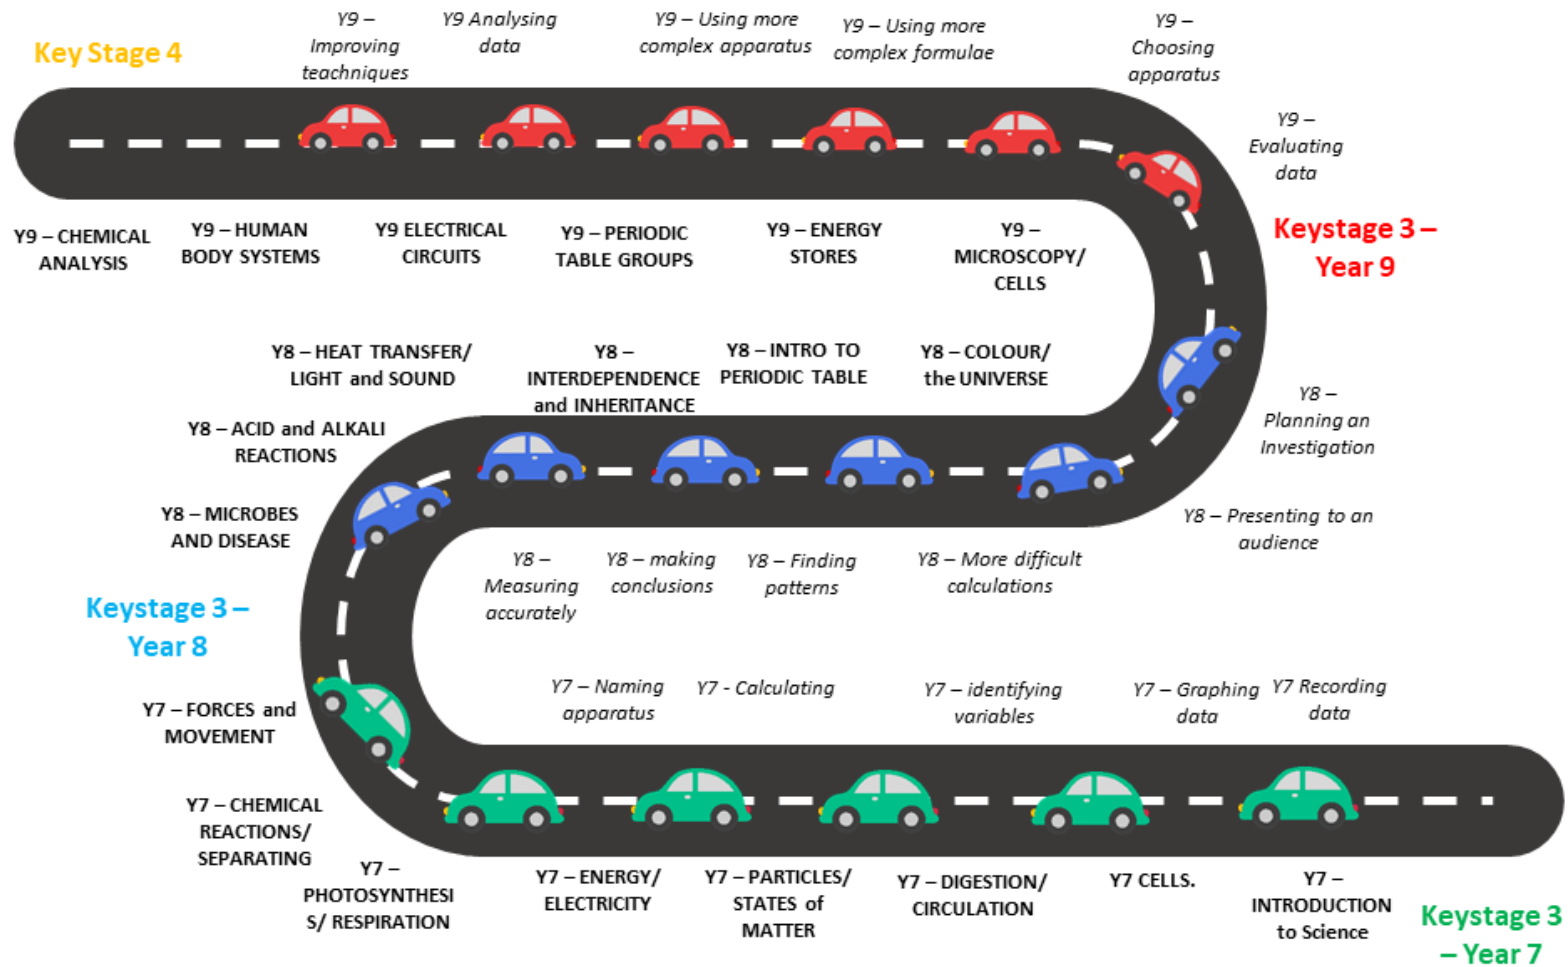 Key Stage 4
Y9 –
Improving
teachniques
Y9 Analysing
data
Y9 – Using more
complex apparatus
Y9 – Using more
complex formulae
Y9 –
Choosing
apparatus
Y9 –
Evaluating
data
Keystage 3 –
Year 9
Y9 – CHEMICAL
ANALYSIS
Y9 – HUMAN
BODY SYSTEMS
Y9 ELECTRICAL
CIRCUITS
Y9 – PERIODIC
TABLE GROUPS
Y9 – ENERGY
STORES
Y9 –
MICROSCOPY/
CELLS
Y8 – HEAT TRANSFER/
LIGHT and SOUND
Y8 –
INTERDEPENDENCE
and INHERITANCE
Y8 – INTRO TO
PERIODIC TABLE
Y8 – COLOUR/
the UNIVERSE
Y8 –
Planning an
Investigation
Y8 – ACID and ALKALI
REACTIONS
Y8 – MICROBES
AND DISEASE
Y8 – Presenting to an
audience
Y8 –
Measuring
accurately
Y8 – making
conclusions
Y8 – Finding
patterns
Y8 – More difficult
calculations
Keystage 3 –
Year 8
Y7 – FORCES and
MOVEMENT
Y7 – Naming
apparatus
Y7 - Calculating
Y7 – identifying
variables
Y7 – Graphing
data
Y7 Recording
data
Y7 – CHEMICAL
REACTIONS/
SEPARATING
Y7 –
PHOTOSYNTHESI
S/ RESPIRATION
Y7 – ENERGY/
ELECTRICITY
Y7 – PARTICLES/
STATES of
MATTER
Y7 – DIGESTION/
CIRCULATION
Y7 CELLS.
Y7 –
INTRODUCTION
to Science
Keystage 3
– Year 7